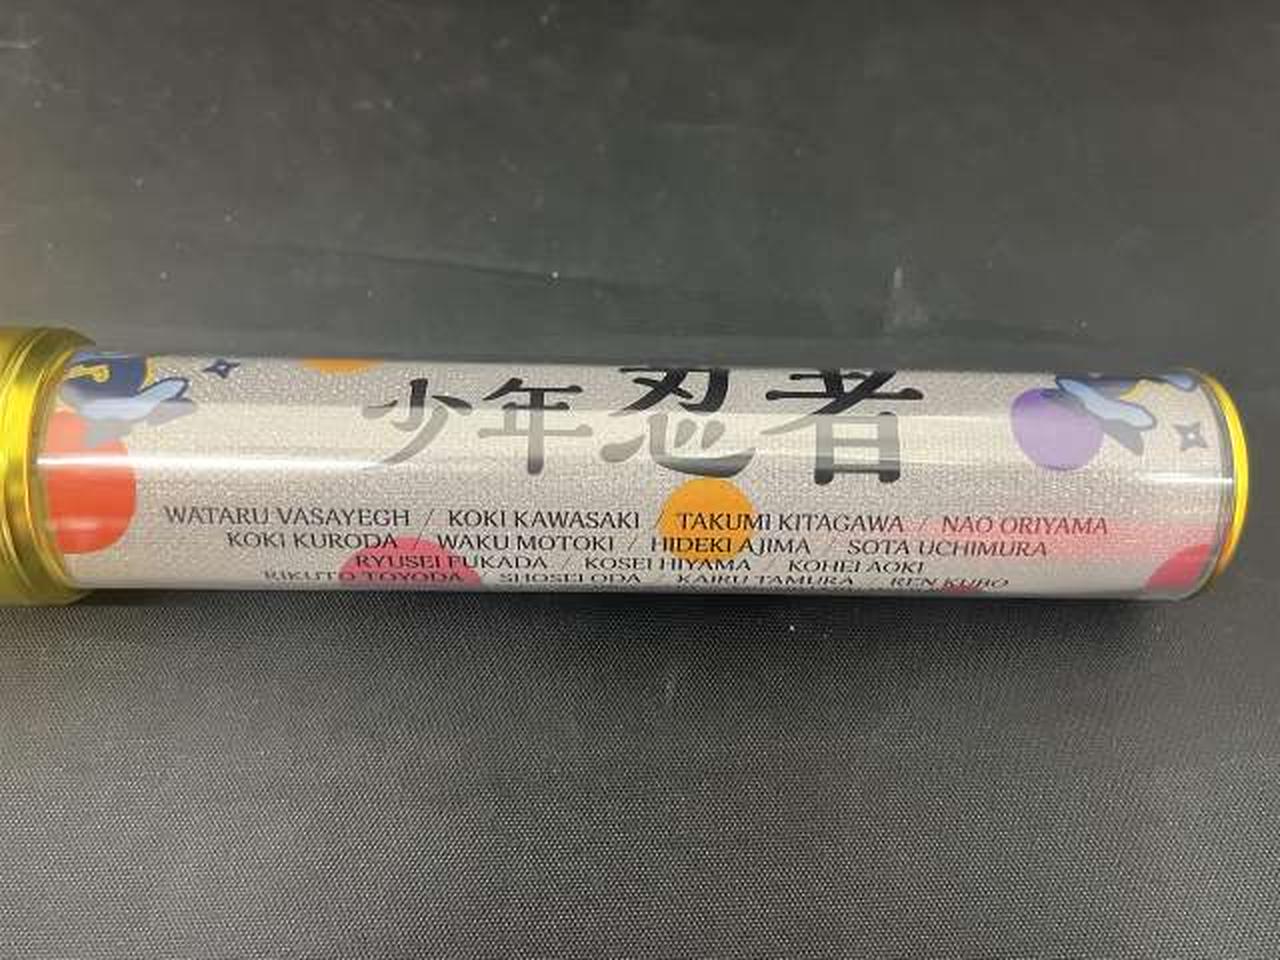 少年忍者
WATARU VASAYEGH / KOKI KAWASAKI / TAKUMI KITAGAWA / NAO ORIYAMA
KOKI KURODA / WAKU MOTOKI / HIDEKI AJIMA / SOTA UCHIMURA
RYUSEI FUKADA / KOSEI HIYAMA / KOHEI AOKI
RIKUTO TOYODA / SHOSEI ODA / KAIRU TAMURA / REN KUBO